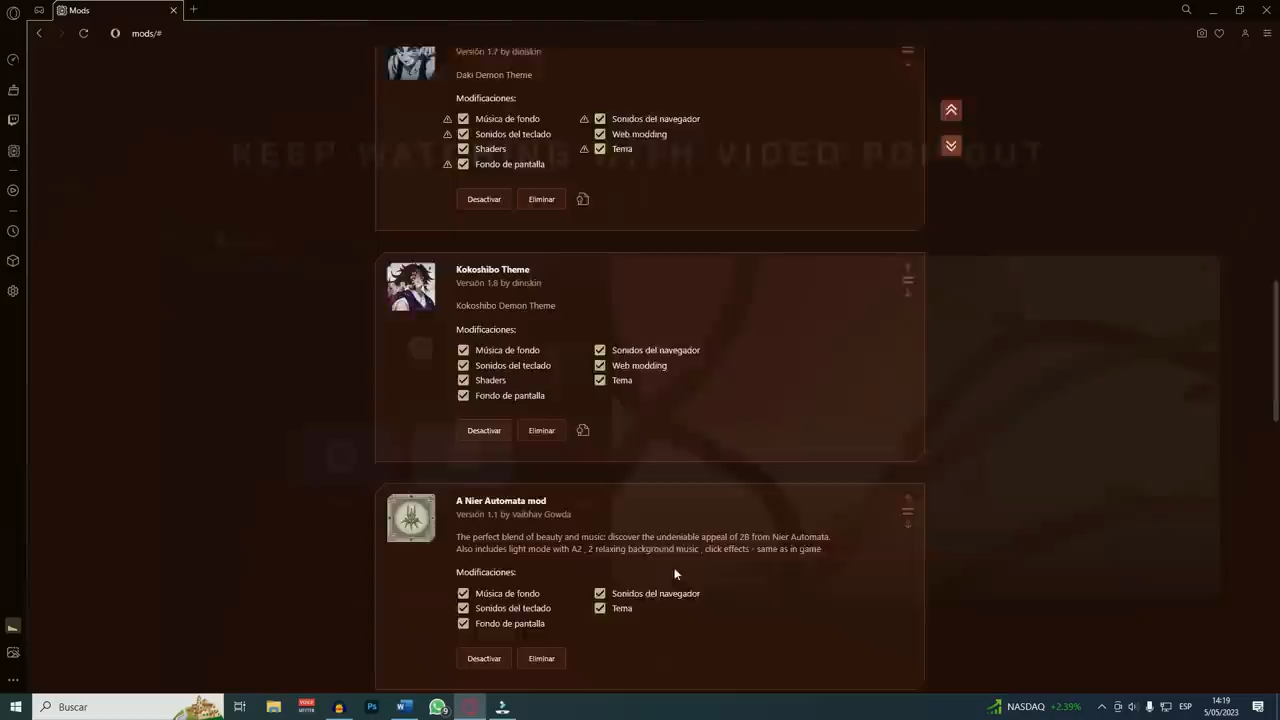 Mods
mods/#
Versión 1.7 by diniskin
Daki Demon Theme
Modificaciones:
Música de fondo
Sonidos del navegador
Sonidos del teclado
Web modding
Shaders
Tema
Fondo de pantalla
KEEP WATCHING WITH VIDEO POPOUT
Desactivar
Eliminar
Kokoshibo Theme
Versión 1.8 by diniskin
Kokoshibo Demon Theme
Modificaciones:
Música de fondo
Sonidos del navegador
Sonidos del teclado
Web modding
Shaders
Tema
Fondo de pantalla
Desactivar
Eliminar
A Nier Automata mod
Versión 1.1 by Vaibhav Gowda
The perfect blend of beauty and music: discover the undeniable appeal of 2B from Nier Automata.
Also includes light mode with A2 , 2 relaxing background music , click effects - same as in game
Modificaciones:
Música de fondo
Sonidos del navegador
Sonidos del teclado
Tema
Fondo de pantalla
Desactivar
Eliminar
Buscar
9
NASDAQ +2.39%
ESP
14:19
5/05/2023